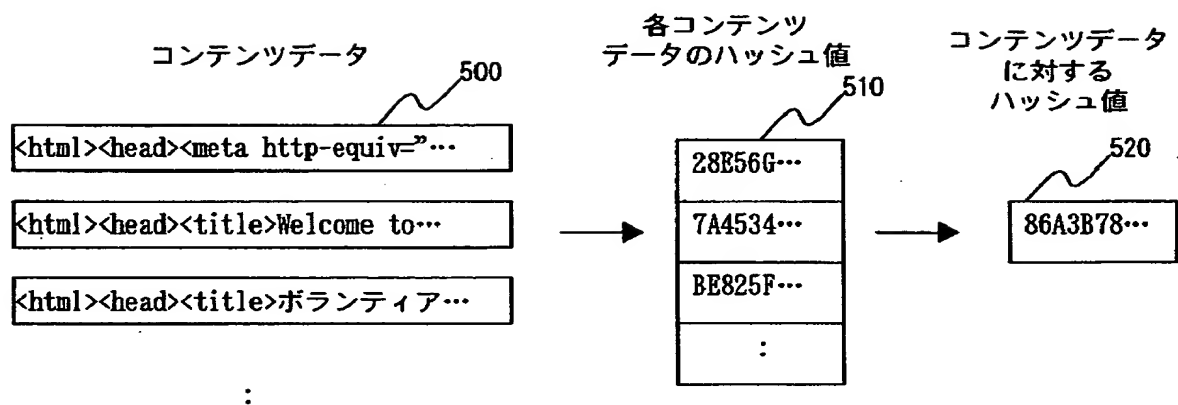 コンテンツデータ
500
<html><head><meta http-equiv="…
<html><head><title>Welcome to…
<html><head><title>ボランティア…
:
各コンテンツ
データのハッシュ値
510
28E56G…
7A4534…
BE825F…
:
コンテンツデータ
に対する
ハッシュ値
520
86A3B78…